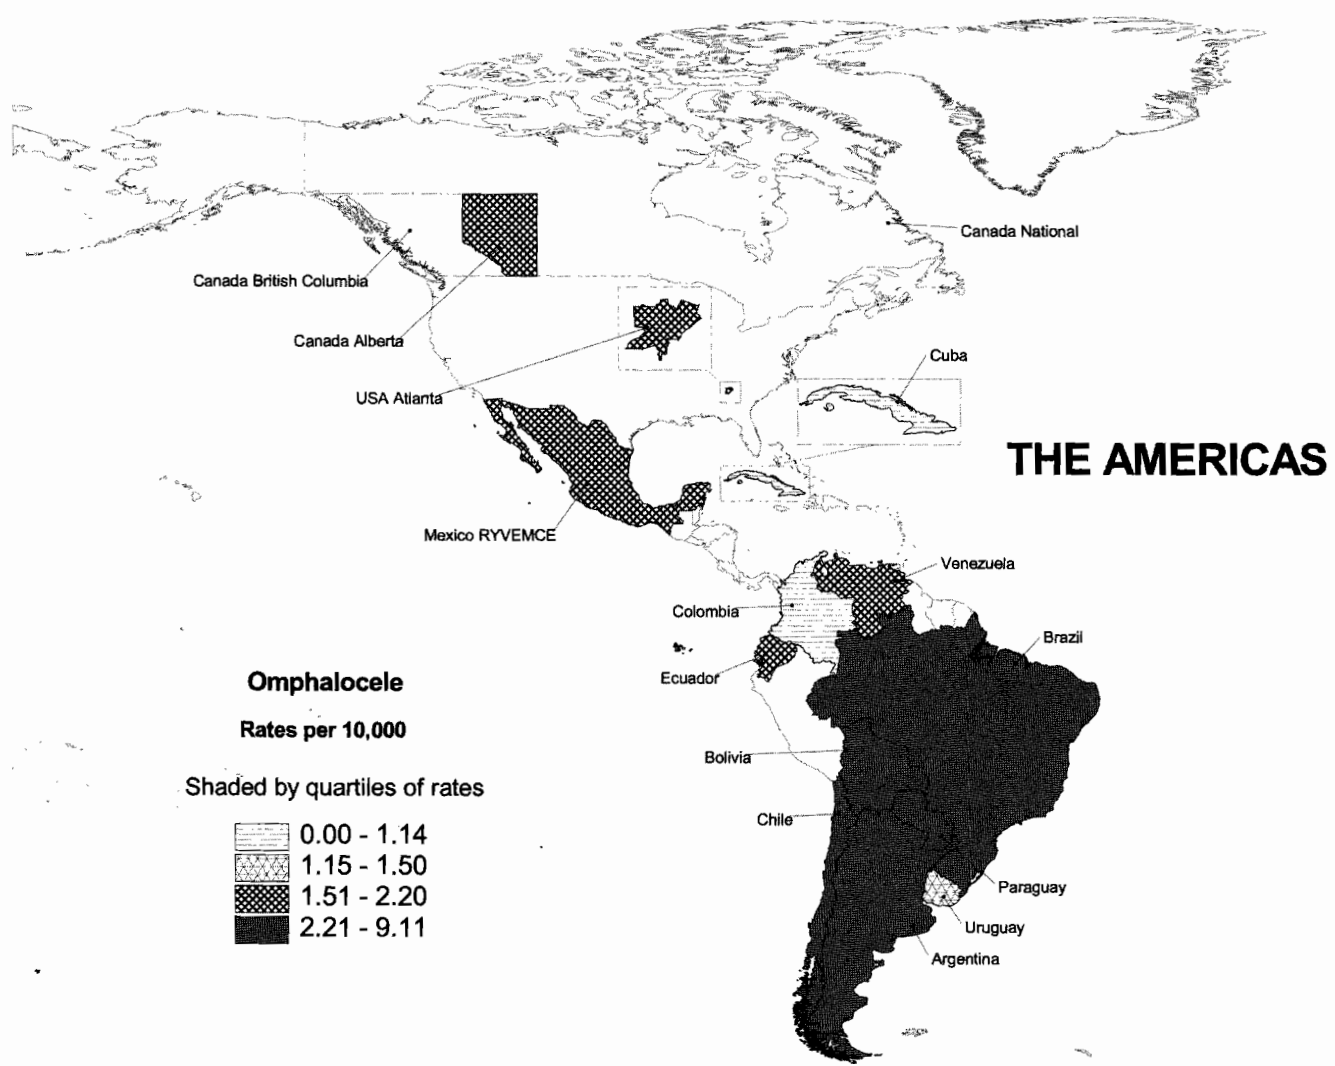 Canada National
Canada British Columbia
Canada Alberta
Cuba
USA Atlanta
THE AMERICAS
Mexico RYVEMCE
Venezuela
Colombia
Brazil
Ecuador
Omphalocele
Rates per 10,000
Bolivia
Shaded by quartiles of rates
Chile
0.00 - 1.14
1.15 - 1.50
Paraguay
1.51 - 2.20
2.21 - 9.11
Uruguay
Argentina